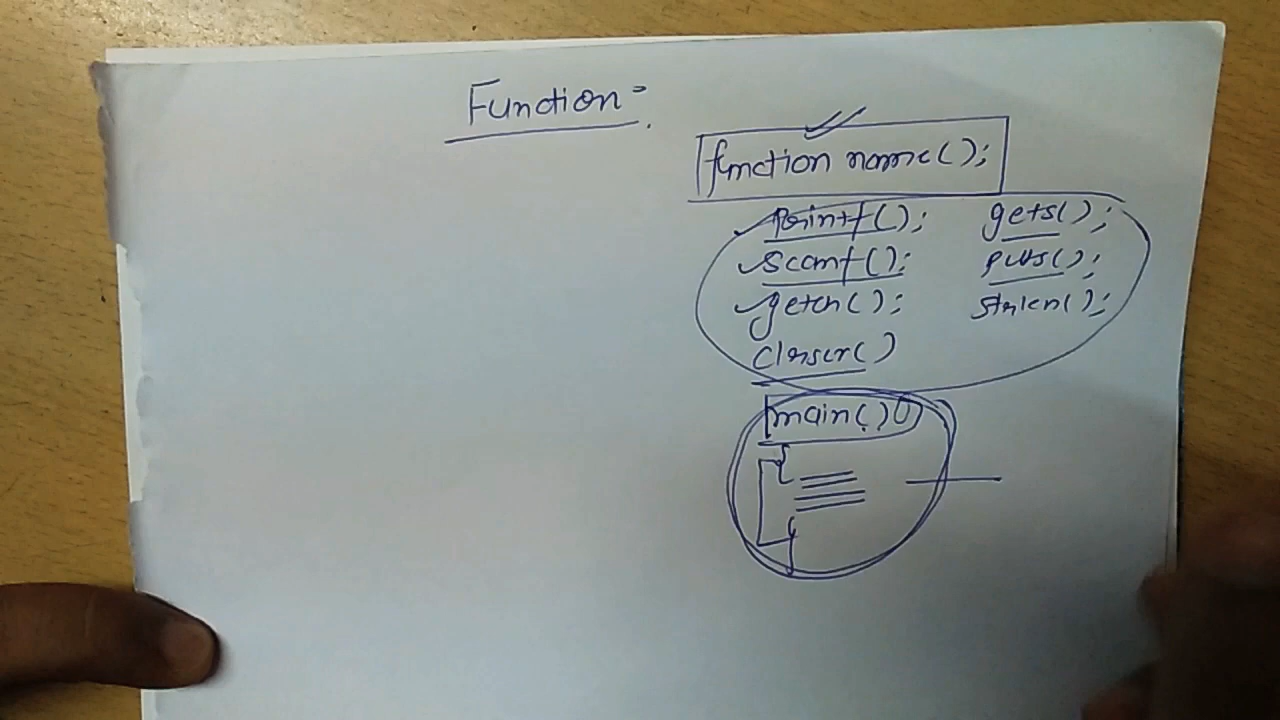 Function:
function name();
printf(); gets();
scanf(); puts();
getch(); strlen();
clrscr()
main()